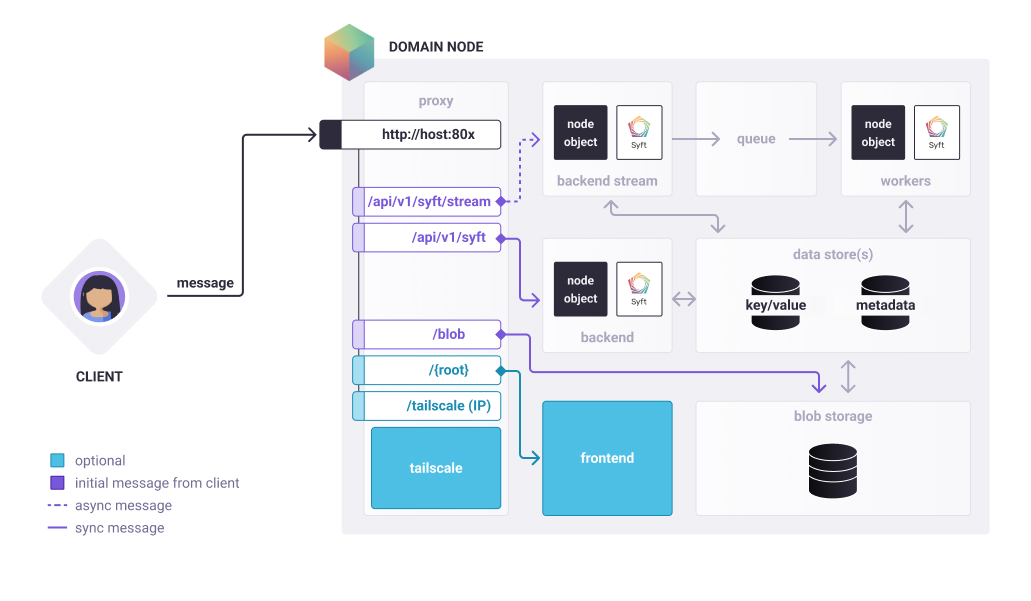 DOMAIN NODE
proxy
http://host:80x
/api/v1/syft/stream
/api/v1/syft
/blob
/{root}
/tailscale (IP)
tailscale
node
object
Syft
backend stream
queue
node
object
Syft
workers
node
object
Syft
backend
data store(s)
key/value
metadata
frontend
blob storage
message
CLIENT
optional
initial message from client
async message
sync message